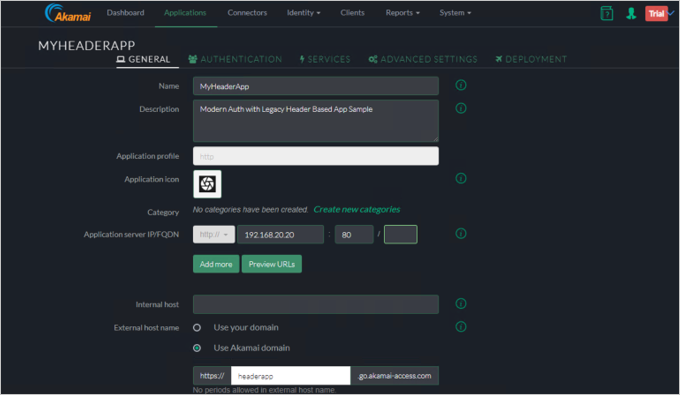 Akamai Dashboard Applications Connectors Identity Clients Reports System Trial
MYHEADERAPP
GENERAL AUTHENTICATION SERVICES ADVANCED SETTINGS DEPLOYMENT
Name MyHeaderApp
Description Modern Auth with Legacy Header Based App Sample
Application profile http
Application icon
Category No categories have been created. Create new categories
Application server IP/FQDN http:// 192.168.20.20 : 80 /
Add more Preview URLs
Internal host
External host name Use your domain
Use Akamai domain
https:// headerapp .go.akamai-access.com
No periods allowed in external host name